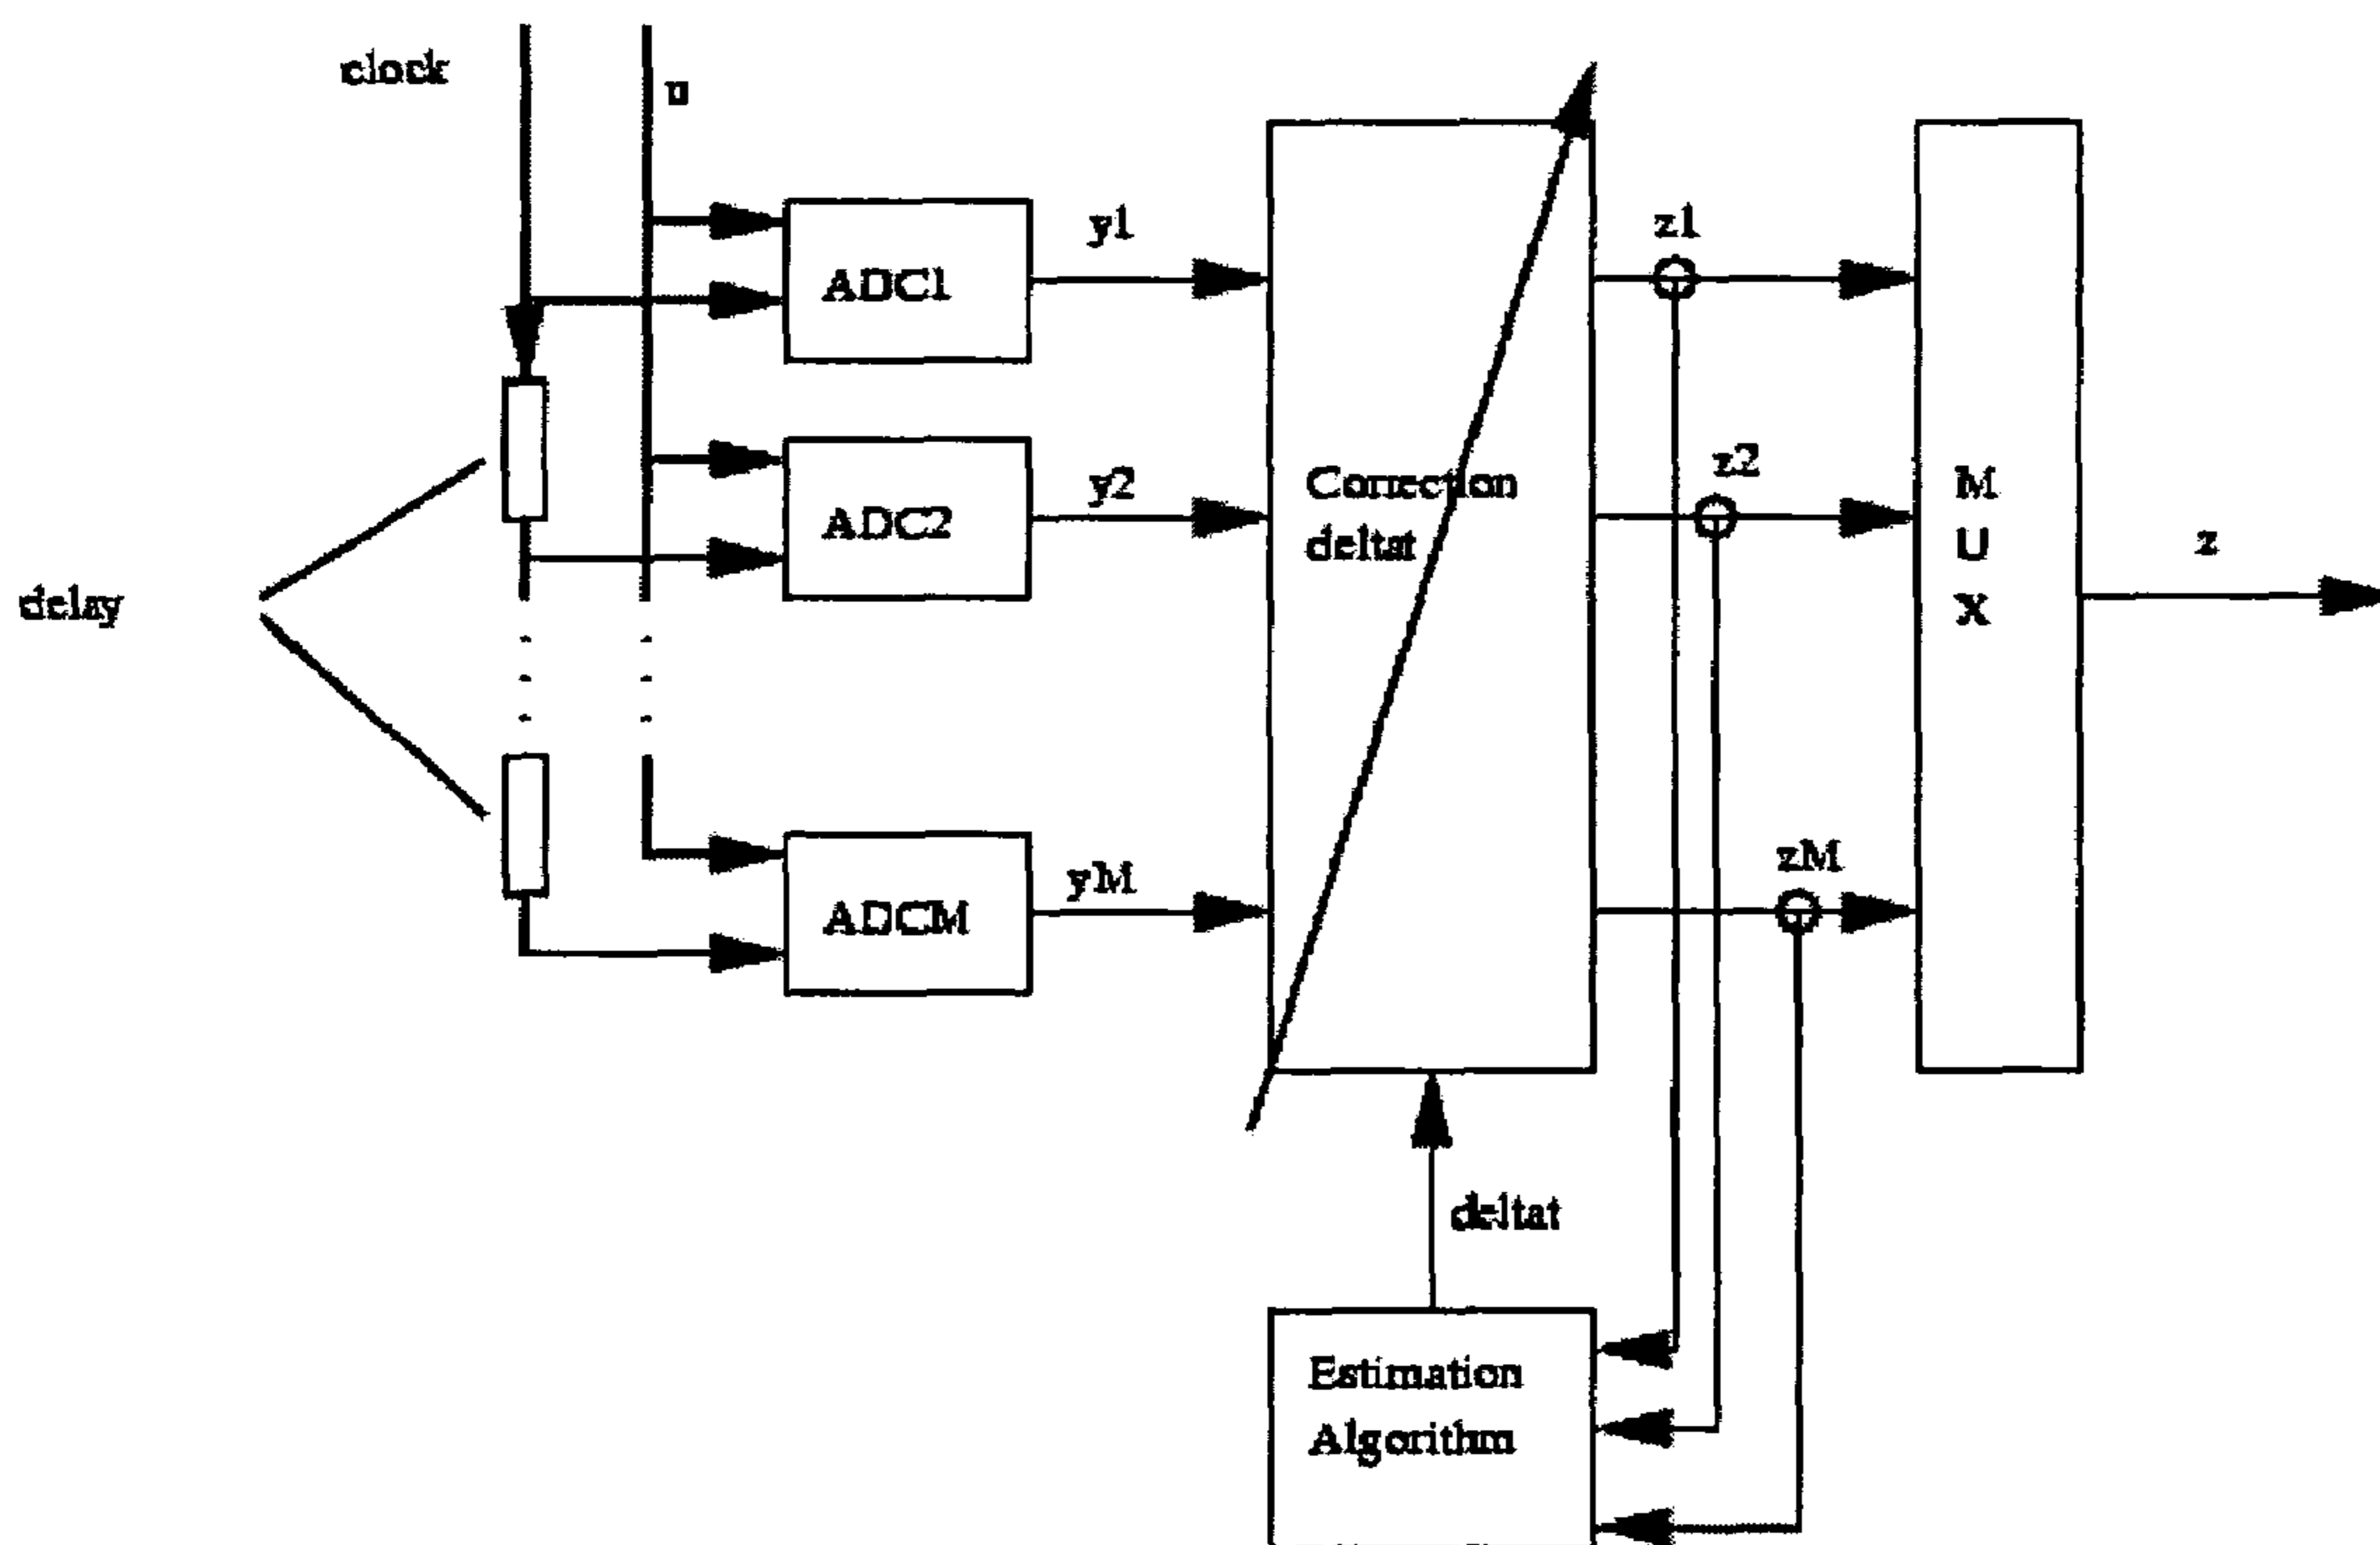 clock
u
ADC1
y1
z1
ADC2
y2
Correction
deltat
z2
M
U
X
z
delay
ADCM
yM
zM
deltat
Estimation
Algorithm